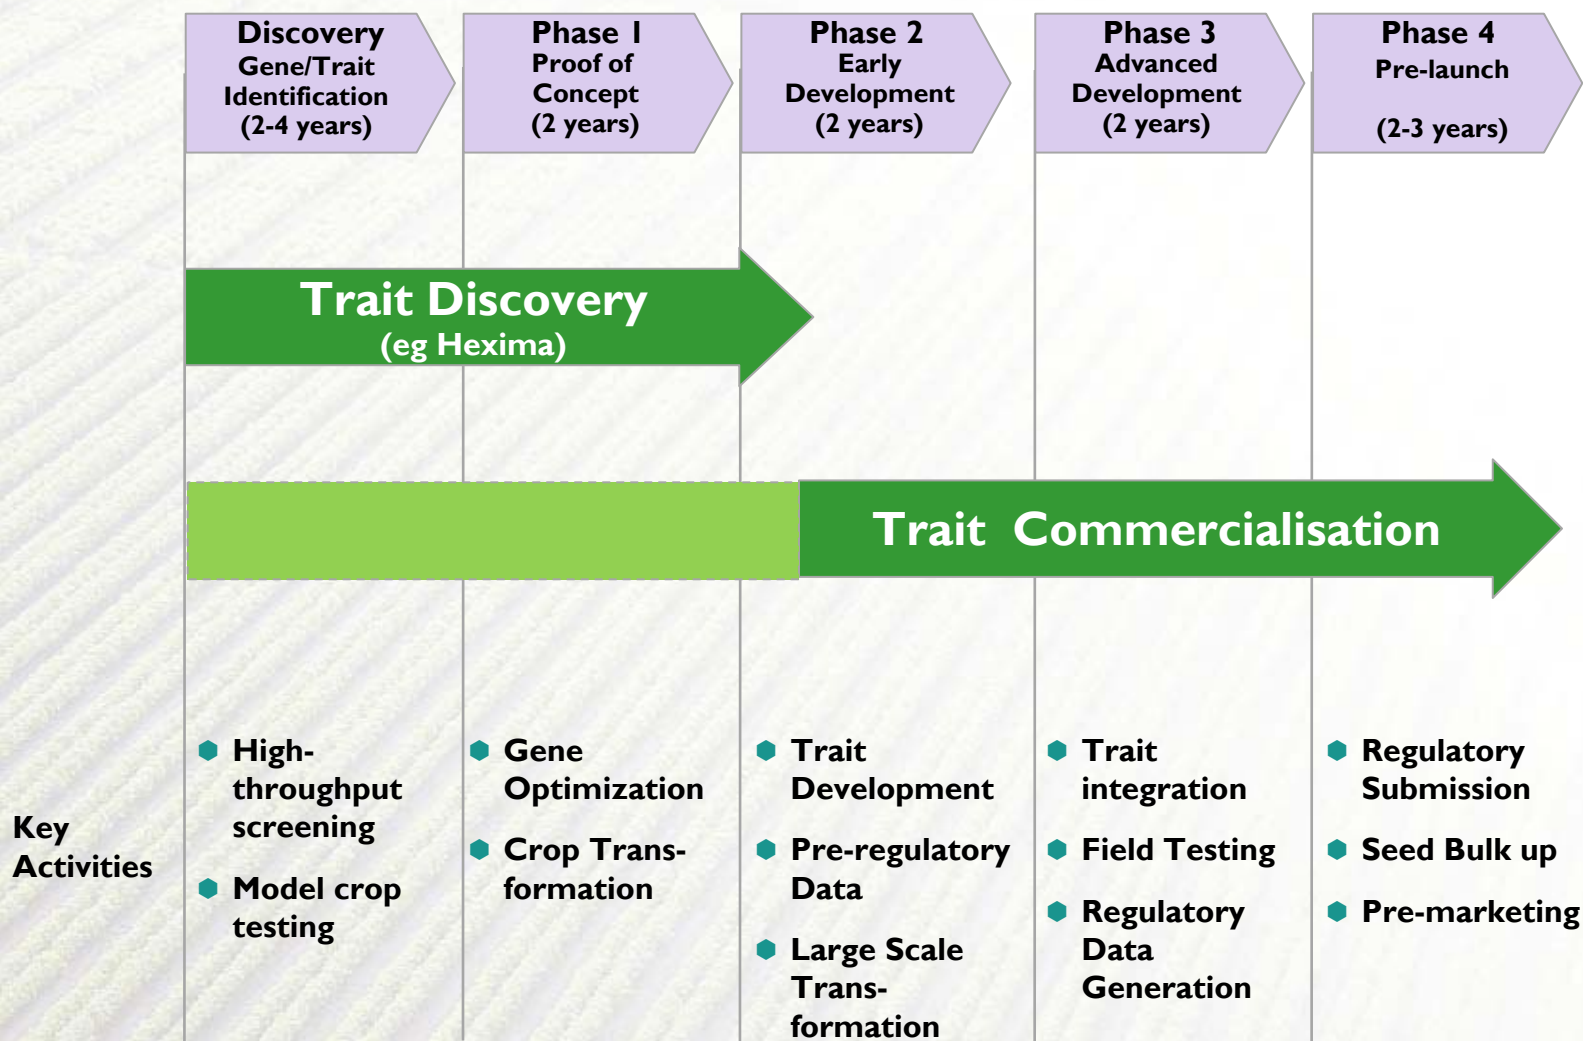 Discovery
Gene/Trait
Identification
(2-4 years)
Phase 1
Proof of
Concept
(2 years)
Phase 2
Early
Development
(2 years)
Phase 3
Advanced
Development
(2 years)
Phase 4
Pre-launch
(2-3 years)
Trait Discovery
(eg Hexima)
Trait Commercialisation
Key
Activities
High-
throughput
screening
Model crop
testing
Gene
Optimization
Crop Trans-
formation
Trait
Development
Pre-regulatory
Data
Large Scale
Trans-
formation
Trait
integration
Field Testing
Regulatory
Data
Generation
Regulatory
Submission
Seed Bulk up
Pre-marketing